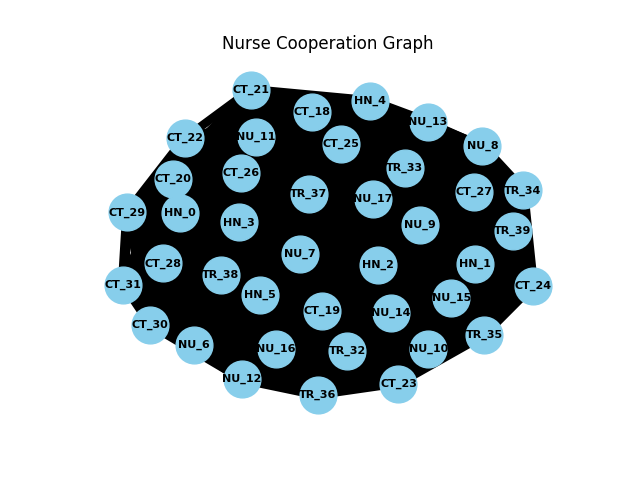 Nurse Cooperation Graph
CT_21
HN_4
CT_18
NU_13
CT_22
NU_11
CT_25
NU_8
TR_33
CT_26
CT_20
TR_37
NU_17
CT_27
TR_34
CT_29
HN_0
HN_3
NU_9
TR_39
NU_7
CT_28
HN_2
HN_1
TR_38
CT_31
CT_24
HN_5
NU_15
CT_19
NU_14
CT_30
TR_35
NU_6
NU_16
TR_32
NU_10
NU_12
CT_23
TR_36